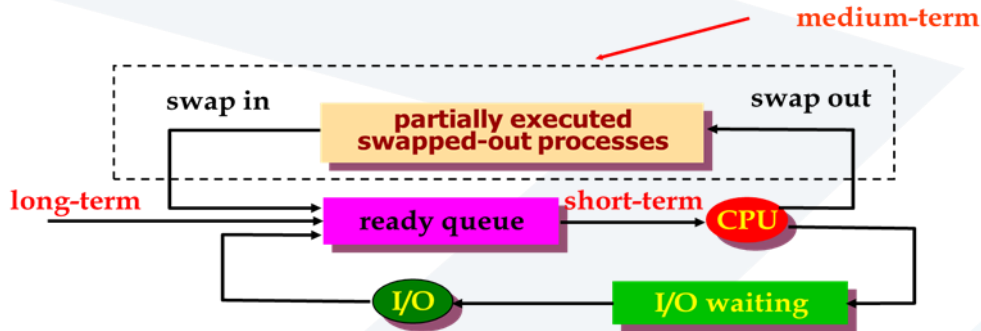 medium-term
swap in
swap out
partially executed
swapped-out processes
long-term
short-term
ready queue
CPU
I/O
I/O waiting